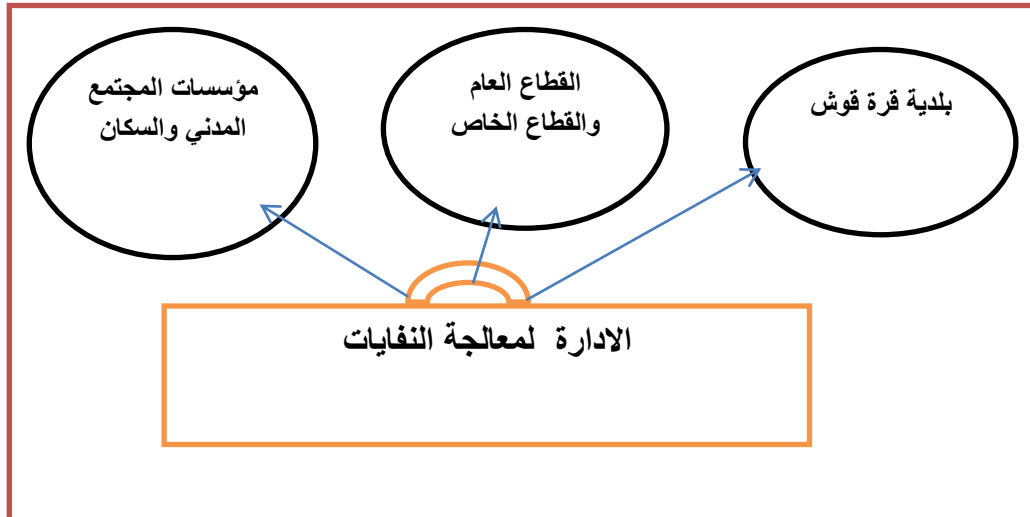 بلدية قرة قوش
القطاع العام
والقطاع الخاص
مؤسسات المجتمع
المدني والسكان
الادارة لمعالجة النفايات